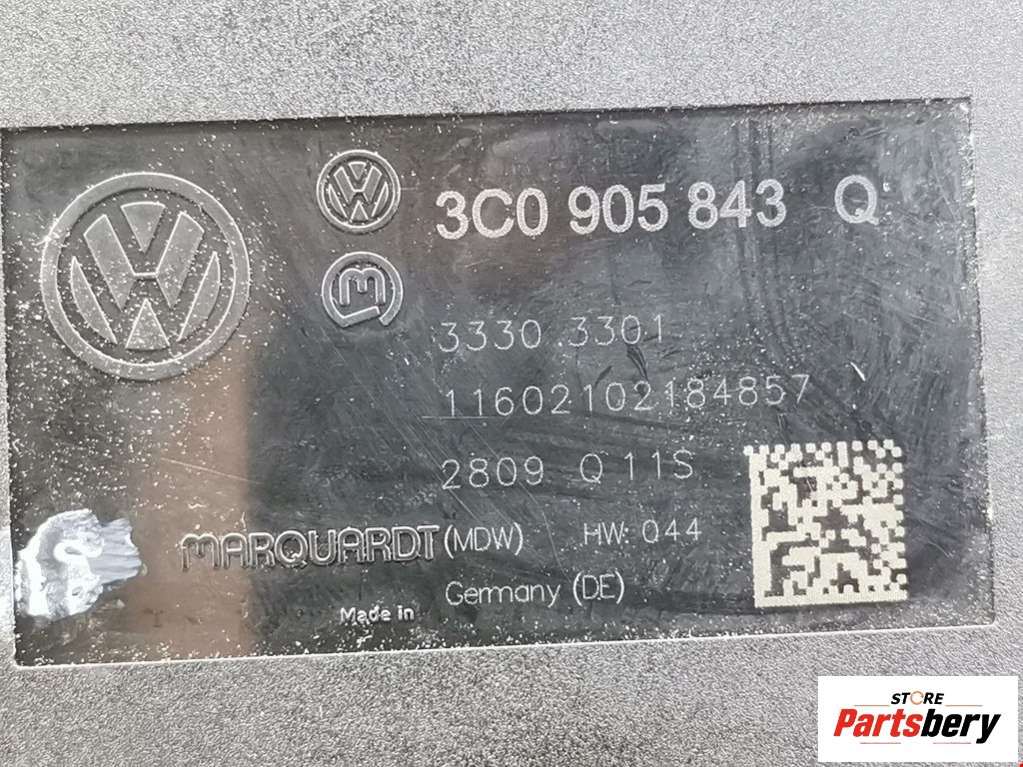 3C0 905 843 Q
3330.3301
11602102184857
2809 Q 11S
MARQUARDT (MDW) HW: 044
Made in Germany (DE)
STORE
Partsbery